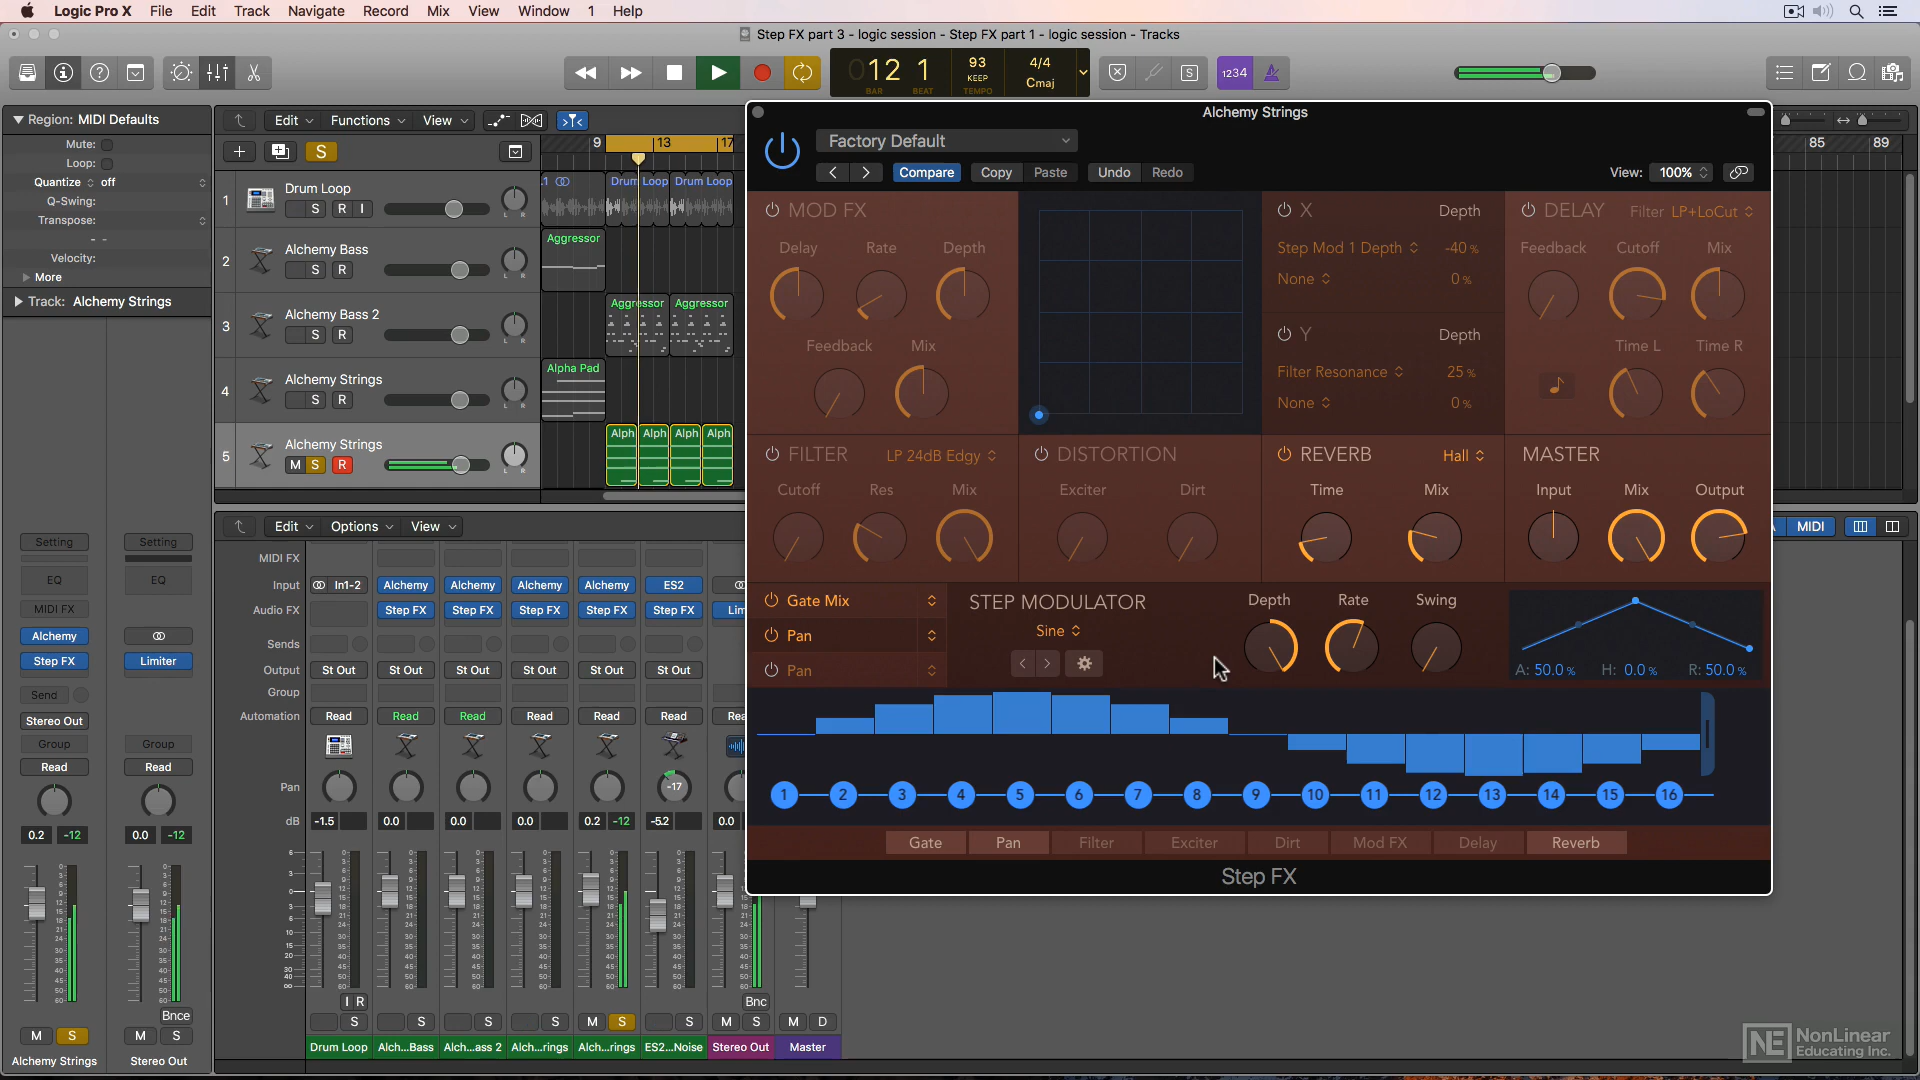 Logic Pro X File Edit Track Navigate Record Mix View Window 1 Help
Step FX part 3 - logic session - Step FX part 1 - logic session - Tracks
012 1 93 4/4
KEEP Cmaj
BAR BEAT TEMPO
S 1234
Region: MIDI Defaults
Mute:
Loop:
Quantize off
Q-Swing:
Transpose:
- -
Velocity:
More
Track: Alchemy Strings
Edit Functions View
S
9 13 17
85 89
1 Drum Loop
S R I
2 Alchemy Bass
S R
3 Alchemy Bass 2
S R
4 Alchemy Strings
S R
5 Alchemy Strings
M S R
L R
.1 Drum Loop Drum Loop
Aggressor
Aggressor Aggressor
Alpha Pad
Alph Alph Alph Alph
Alchemy Strings
Factory Default
Compare Copy Paste Undo Redo
View: 100%
MOD FX
Delay Rate Depth
Feedback Mix
X Depth
Step Mod 1 Depth -40 %
None 0 %
Y Depth
Filter Resonance 25 %
None 0 %
DELAY Filter LP+LoCut
Feedback Cutoff Mix
Time L Time R
FILTER LP 24dB Edgy
Cutoff Res Mix
DISTORTION
Exciter Dirt
REVERB Hall
Time Mix
MASTER
Input Mix Output
Gate Mix
Pan
Pan
STEP MODULATOR
Sine
Depth Rate Swing
A: 50.0 % H: 0.0 % R: 50.0 %
1 2 3 4 5 6 7 8 9 10 11 12 13 14 15 16
Gate Pan Filter Exciter Dirt Mod FX Delay Reverb
Step FX
Edit Options View
MIDI
MIDI FX
Input In1-2 Alchemy Alchemy Alchemy Alchemy ES2
Audio FX Step FX Step FX Step FX Step FX Step FX Lim
Sends
Output St Out St Out St Out St Out St Out St Out
Group
Automation Read Read Read Read Read Read Rea
Pan -17
dB -1.5 0.0 0.0 0.0 0.2 -12 -5.2 0.0
I R
Bnc
S S S S M S S M S M D
Drum Loop Alch...Bass Alch...ass 2 Alch...rings Alch...rings ES2...Noise Stereo Out Master
Setting Setting
EQ EQ
MIDI FX
Alchemy
Step FX Limiter
Send
Stereo Out
Group Group
Read Read
0.2 -12 0.0 -12
Bnce
M S M S
Alchemy Strings Stereo Out
NE NonLinear
Educating Inc.